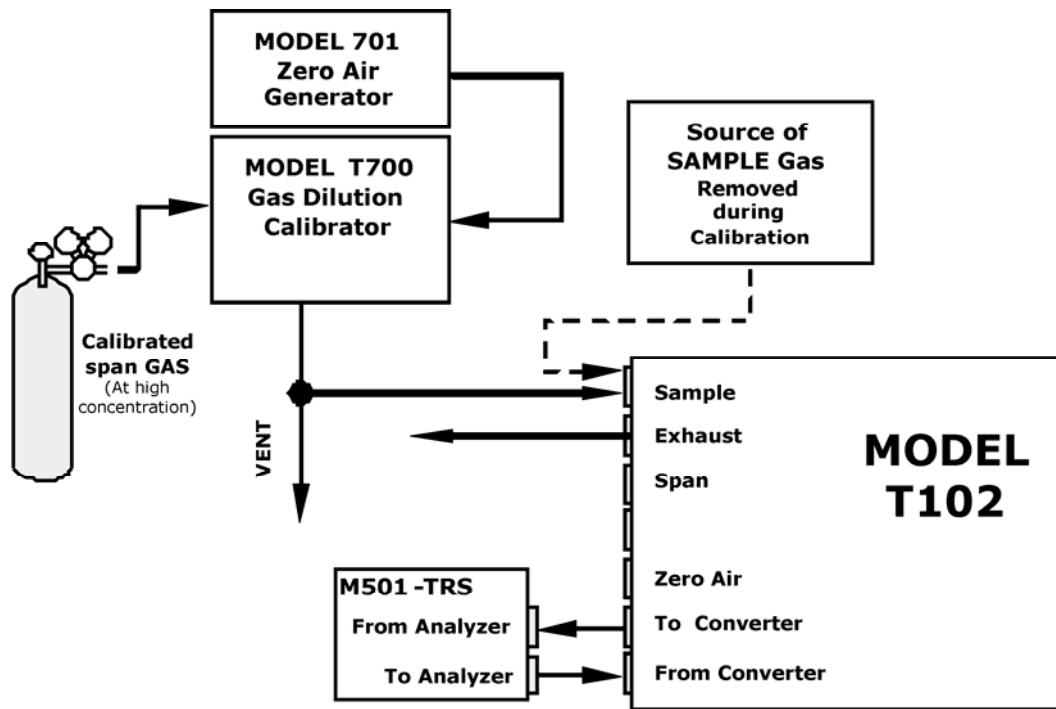 MODEL 701
Zero Air
Generator
MODEL T700
Gas Dilution
Calibrator
Source of
SAMPLE Gas
Removed
during
Calibration
Calibrated
span GAS
(At high
concentration)
VENT
Sample
Exhaust
Span
Zero Air
To Converter
From Converter
MODEL
T102
M501-TRS
From Analyzer
To Analyzer